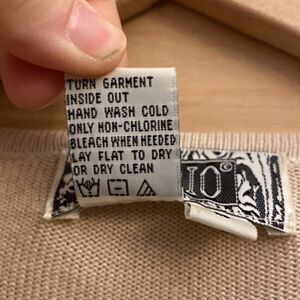 TURN GARMENT
INSIDE OUT
HAND WASH COLD
ONLY NON-CHLORINE
BLEACH WHEN NEEDED
LAY FLAT TO DRY
OR DRY CLEAN
10